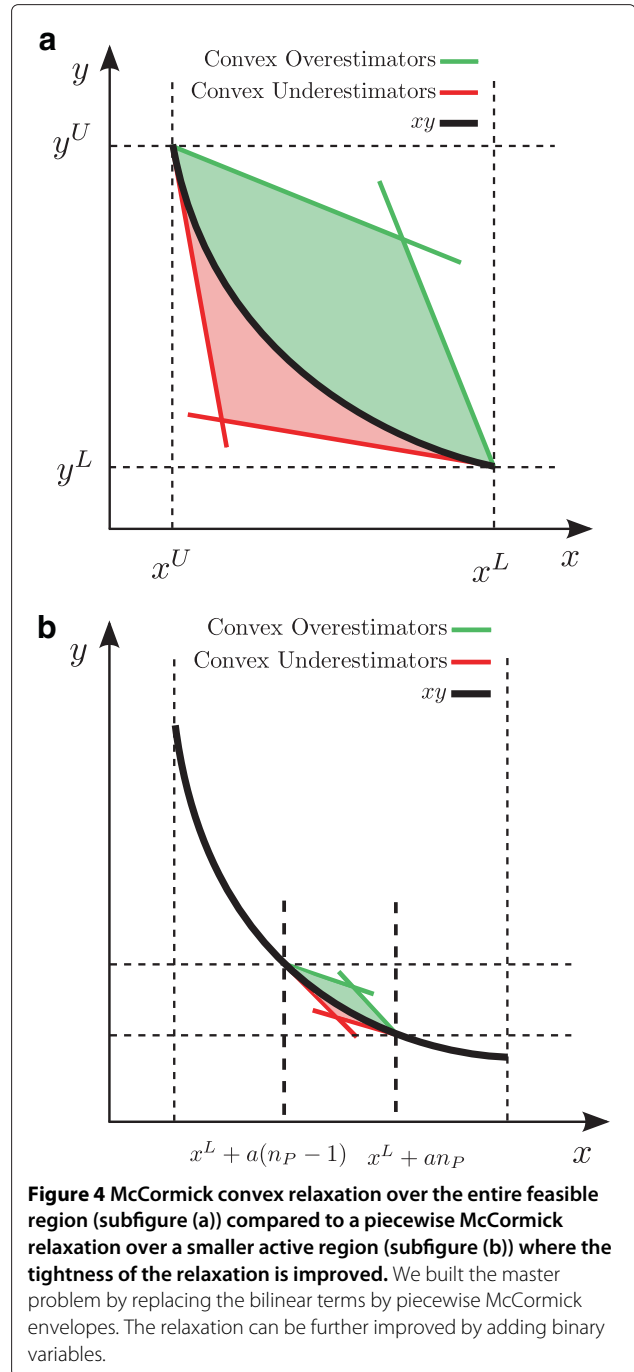 a
y
Convex Overestimators
Convex Underestimators
xy
y^U
y^L
x^U
x^L
x
b
y
Convex Overestimators
Convex Underestimators
xy
x^L + a(n_P − 1)
x^L + an_P
x
Figure 4 McCormick convex relaxation over the entire feasible
region (subfigure (a)) compared to a piecewise McCormick
relaxation over a smaller active region (subfigure (b)) where the
tightness of the relaxation is improved. We built the master
problem by replacing the bilinear terms by piecewise McCormick
envelopes. The relaxation can be further improved by adding binary
variables.